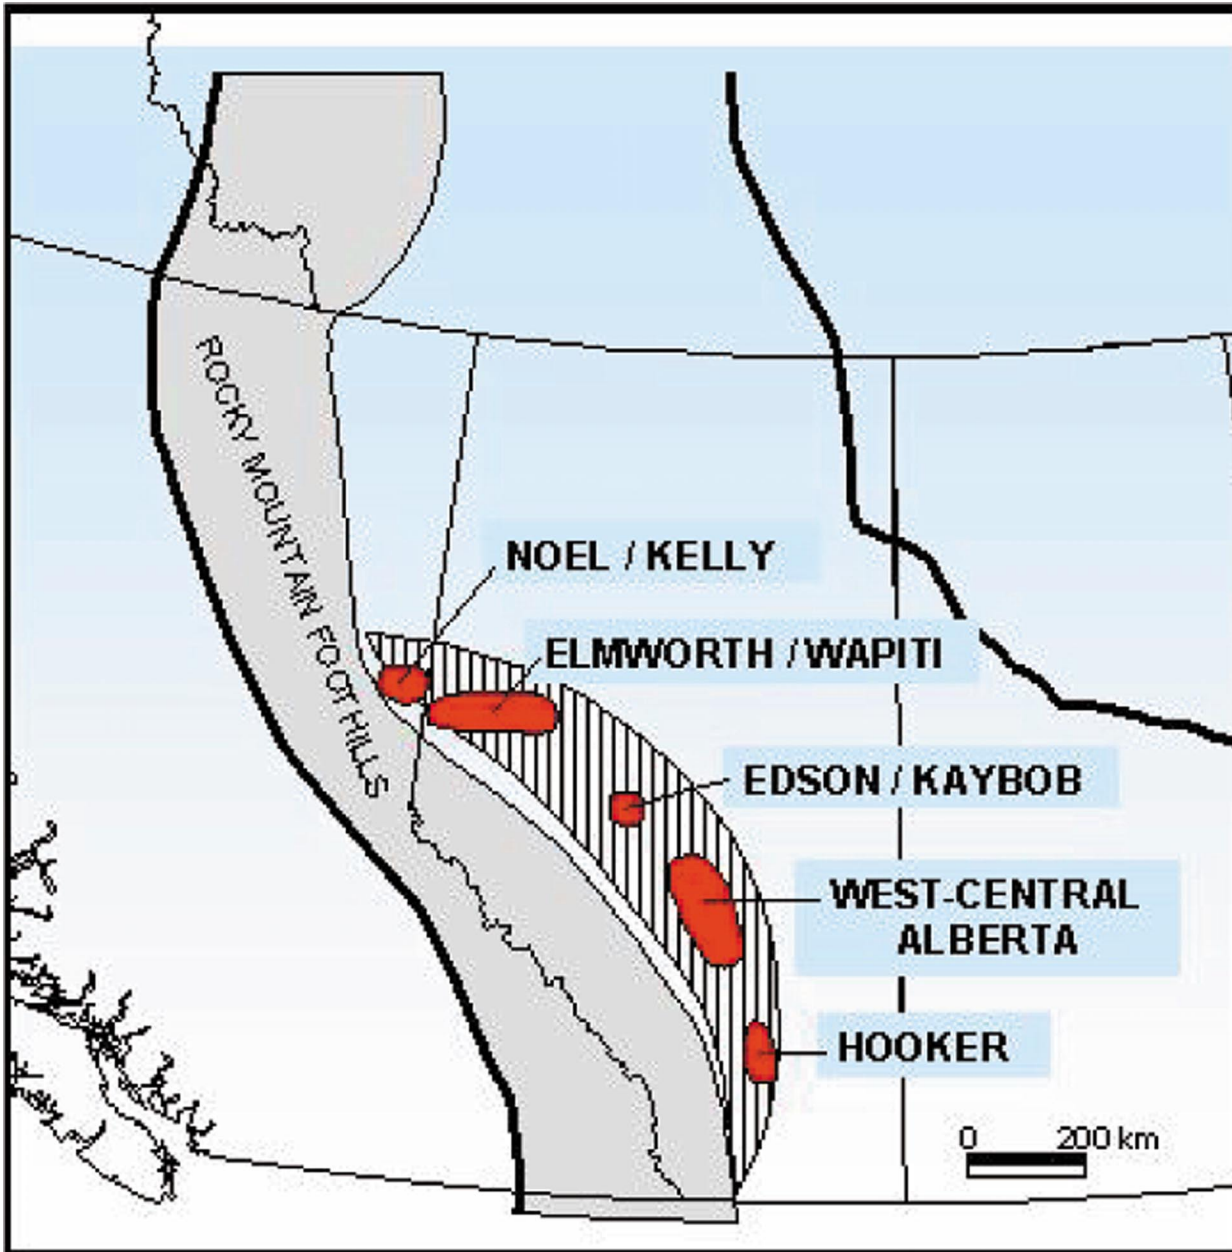 ROCKY MOUNTAIN FOOTHILLS
NOEL / KELLY
ELMWORTH / WAPITI
EDSON / KAYBOB
WEST-CENTRAL
ALBERTA
HOOKER
0 200 km